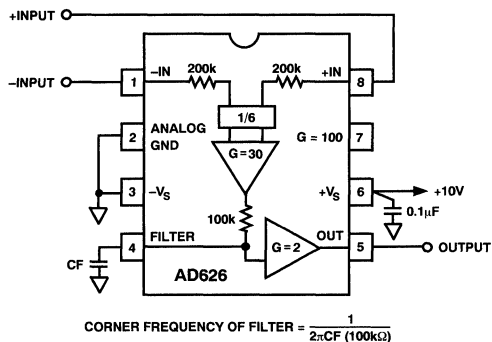 +INPUT
–INPUT
200k
200k
1
–IN
+IN
8
1/6
2
ANALOG
GND
G = 30
G = 100
7
3
–VS
+VS
6
+10V
0.1µF
100k
4
FILTER
CF
G = 2
OUT
5
OUTPUT
AD626
CORNER FREQUENCY OF FILTER = 1
2πCF (100kΩ)